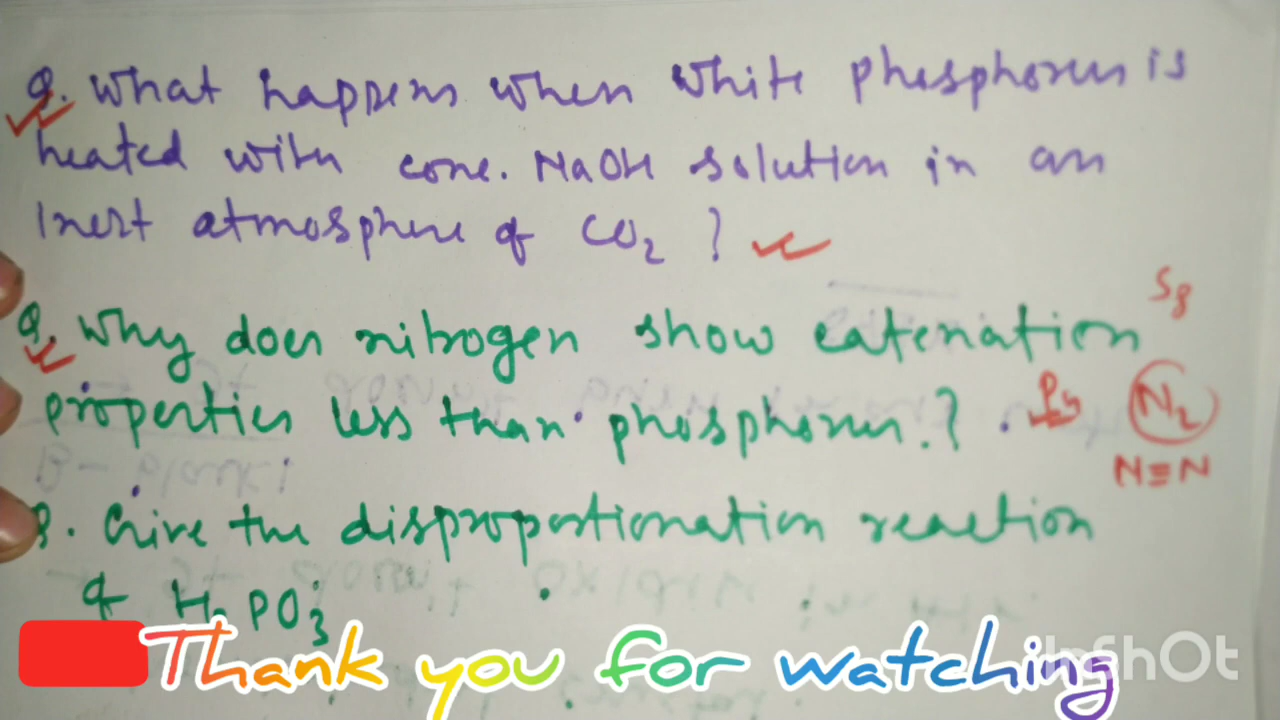 Q. What happens when white phosphorus is
heated with conc. NaOH solution in an
inert atmosphere of CO2 ?
S8
Q. Why does nitrogen show catenation
properties less than phosphorus.?
P4
N2
N≡N
Q. Give the disproportionation reaction
of H3PO3
Thank you for watching
InShOt